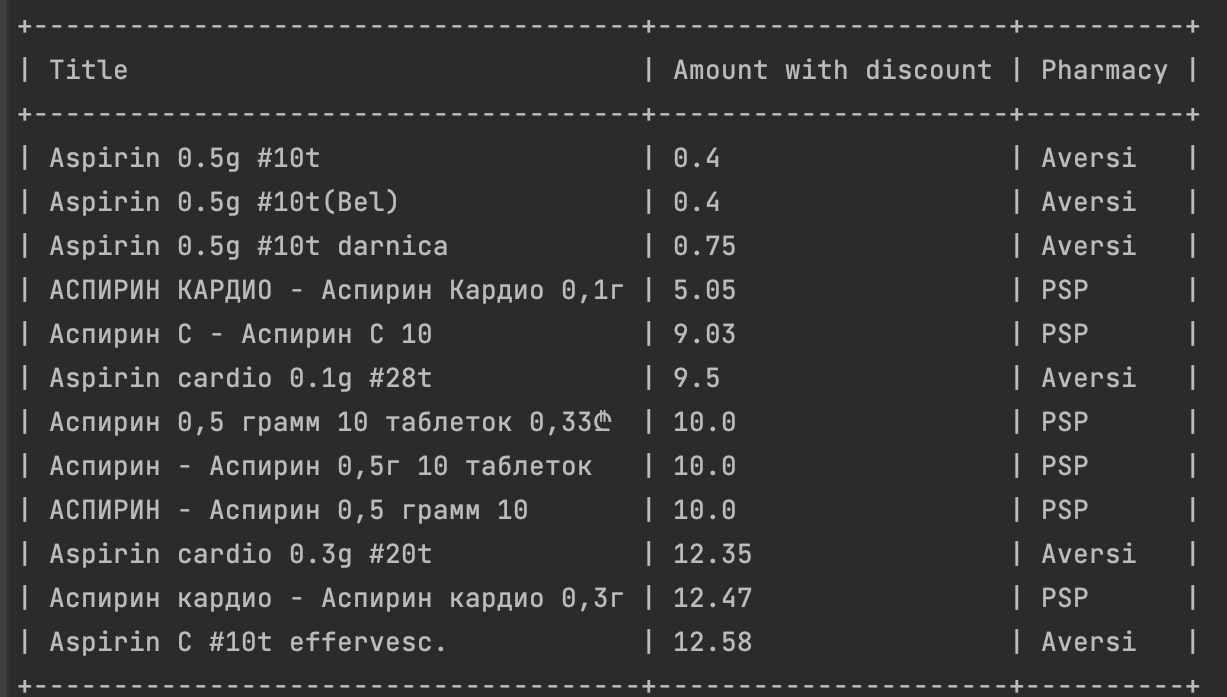 +--------------------------------------+----------------------+----------+
| Title | Amount with discount | Pharmacy |
+--------------------------------------+----------------------+----------+
| Aspirin 0.5g #10t | 0.4 | Aversi |
| Aspirin 0.5g #10t(Bel) | 0.4 | Aversi |
| Aspirin 0.5g #10t darnica | 0.75 | Aversi |
| АСПИРИН КАРДИО - Аспирин Кардио 0,1г | 5.05 | PSP |
| Аспирин С - Аспирин С 10 | 9.03 | PSP |
| Aspirin cardio 0.1g #28t | 9.5 | Aversi |
| Аспирин 0,5 грамм 10 таблеток 0,33₾ | 10.0 | PSP |
| Аспирин - Аспирин 0,5г 10 таблеток | 10.0 | PSP |
| АСПИРИН - Аспирин 0,5 грамм 10 | 10.0 | PSP |
| Aspirin cardio 0.3g #20t | 12.35 | Aversi |
| Аспирин кардио - Аспирин кардио 0,3г | 12.47 | PSP |
| Aspirin C #10t effervesc. | 12.58 | Aversi |
+--------------------------------------+----------------------+----------+